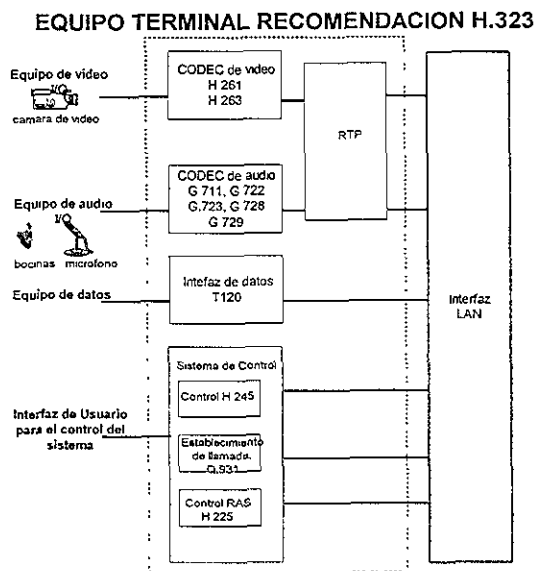 EQUIPO TERMINAL RECOMENDACION H.323
Equipo de video
I/O
camara de video
CODEC de video
H 261
H 263
RTP
Equipo de audio
I/O
bocinas microfono
CODEC de audio
G 711, G 722
G.723, G 728
G 729
Equipo de datos
Intefaz de datos
T120
Interfaz
LAN
Interfaz de Usuario
para el control del
sistema
Sistema de Control
Control H 245
Establecimiento
de llamada.
Q.931
Control RAS
H 225